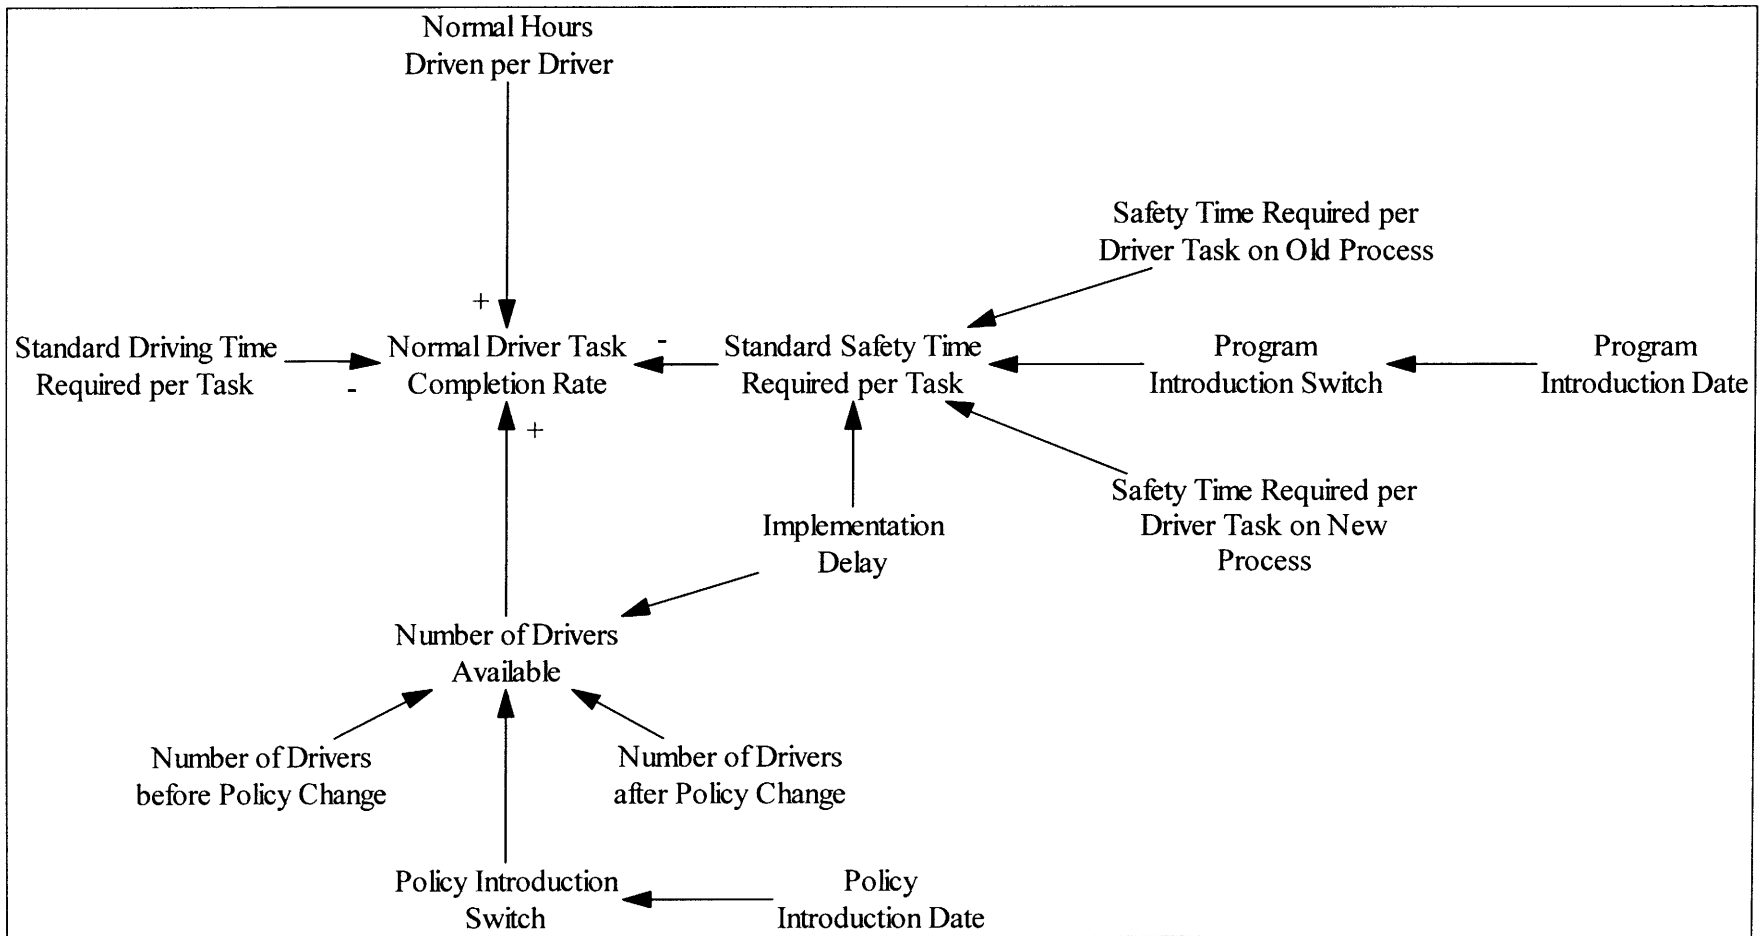 Normal Hours
Driven per Driver
Safety Time Required per
Driver Task on Old Process
+
Standard Driving Time
Required per Task
-
Normal Driver Task
Completion Rate
-
Standard Safety Time
Required per Task
Program
Introduction Switch
Program
Introduction Date
+
Safety Time Required per
Driver Task on New
Process
Implementation
Delay
Number of Drivers
Available
Number of Drivers
before Policy Change
Number of Drivers
after Policy Change
Policy Introduction
Switch
Policy
Introduction Date